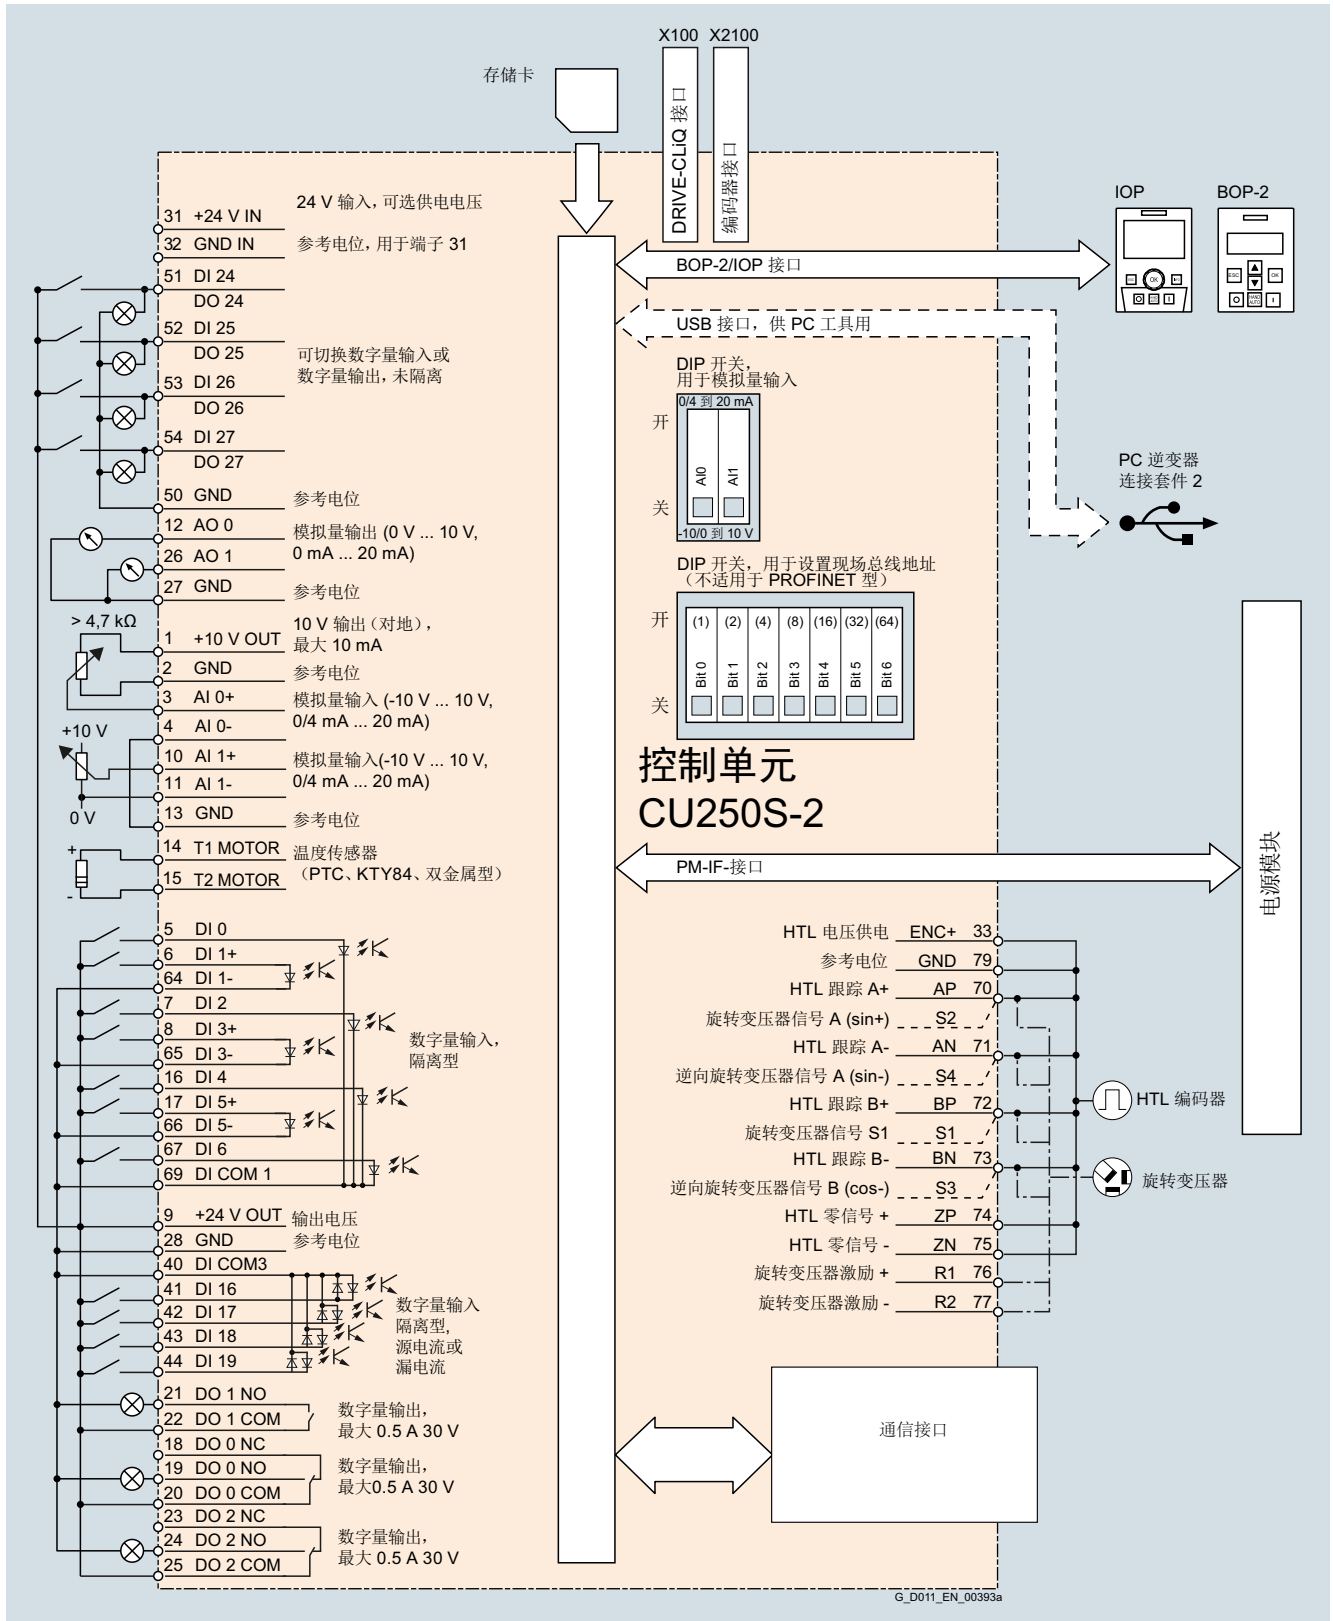 X100 X2100
存储卡
DRIVE-CLiQ 接口
编码器接口
IOP
BOP-2
31 +24 V IN
24 V 输入，可选供电电压
32 GND IN
参考电位，用于端子 31
51 DI 24
DO 24
52 DI 25
DO 25
53 DI 26
DO 26
54 DI 27
DO 27
可切换数字量输入或
数字量输出，未隔离
50 GND
参考电位
12 AO 0
26 AO 1
模拟量输出 (0 V ... 10 V,
0 mA ... 20 mA)
27 GND
参考电位
> 4,7 kΩ
1 +10 V OUT
10 V 输出（对地），
最大 10 mA
2 GND
参考电位
3 AI 0+
4 AI 0-
模拟量输入 (-10 V ... 10 V,
0/4 mA ... 20 mA)
+10 V
10 AI 1+
11 AI 1-
模拟量输入(-10 V ... 10 V,
0/4 mA ... 20 mA)
0 V
13 GND
参考电位
+
-
14 T1 MOTOR
15 T2 MOTOR
温度传感器
（PTC、KTY84、双金属型）
5 DI 0
6 DI 1+
64 DI 1-
7 DI 2
8 DI 3+
65 DI 3-
16 DI 4
17 DI 5+
66 DI 5-
67 DI 6
69 DI COM 1
数字量输入，
隔离型
9 +24 V OUT
输出电压
28 GND
参考电位
40 DI COM3
41 DI 16
42 DI 17
43 DI 18
44 DI 19
数字量输入
隔离型，
源电流或
漏电流
21 DO 1 NO
22 DO 1 COM
数字量输出，
最大 0.5 A 30 V
18 DO 0 NC
19 DO 0 NO
20 DO 0 COM
数字量输出，
最大0.5 A 30 V
23 DO 2 NC
24 DO 2 NO
25 DO 2 COM
数字量输出，
最大 0.5 A 30 V
BOP-2/IOP 接口
USB 接口，供 PC 工具用
ESC
OK
HAND
AUTO
OK
DIP 开关，
用于模拟量输入
0/4 到 20 mA
开
AI0
AI1
关
-10/0 到 10 V
PC 逆变器
连接套件 2
DIP 开关，用于设置现场总线地址
（不适用于 PROFINET 型）
开
(1) (2) (4) (8) (16) (32) (64)
Bit 0 Bit 1 Bit 2 Bit 3 Bit 4 Bit 5 Bit 6
关
控制单元
CU250S-2
PM-IF-接口
电源模块
HTL 电压供电 ENC+ 33
参考电位 GND 79
HTL 跟踪 A+ AP 70
旋转变压器信号 A (sin+) S2
HTL 跟踪 A- AN 71
逆向旋转变压器信号 A (sin-) S4
HTL 跟踪 B+ BP 72
旋转变压器信号 S1 S1
HTL 跟踪 B- BN 73
逆向旋转变压器信号 B (cos-) S3
HTL 零信号 + ZP 74
HTL 零信号 - ZN 75
旋转变压器激励 + R1 76
旋转变压器激励 - R2 77
HTL 编码器
旋转变压器
通信接口
G_D011_EN_00393a